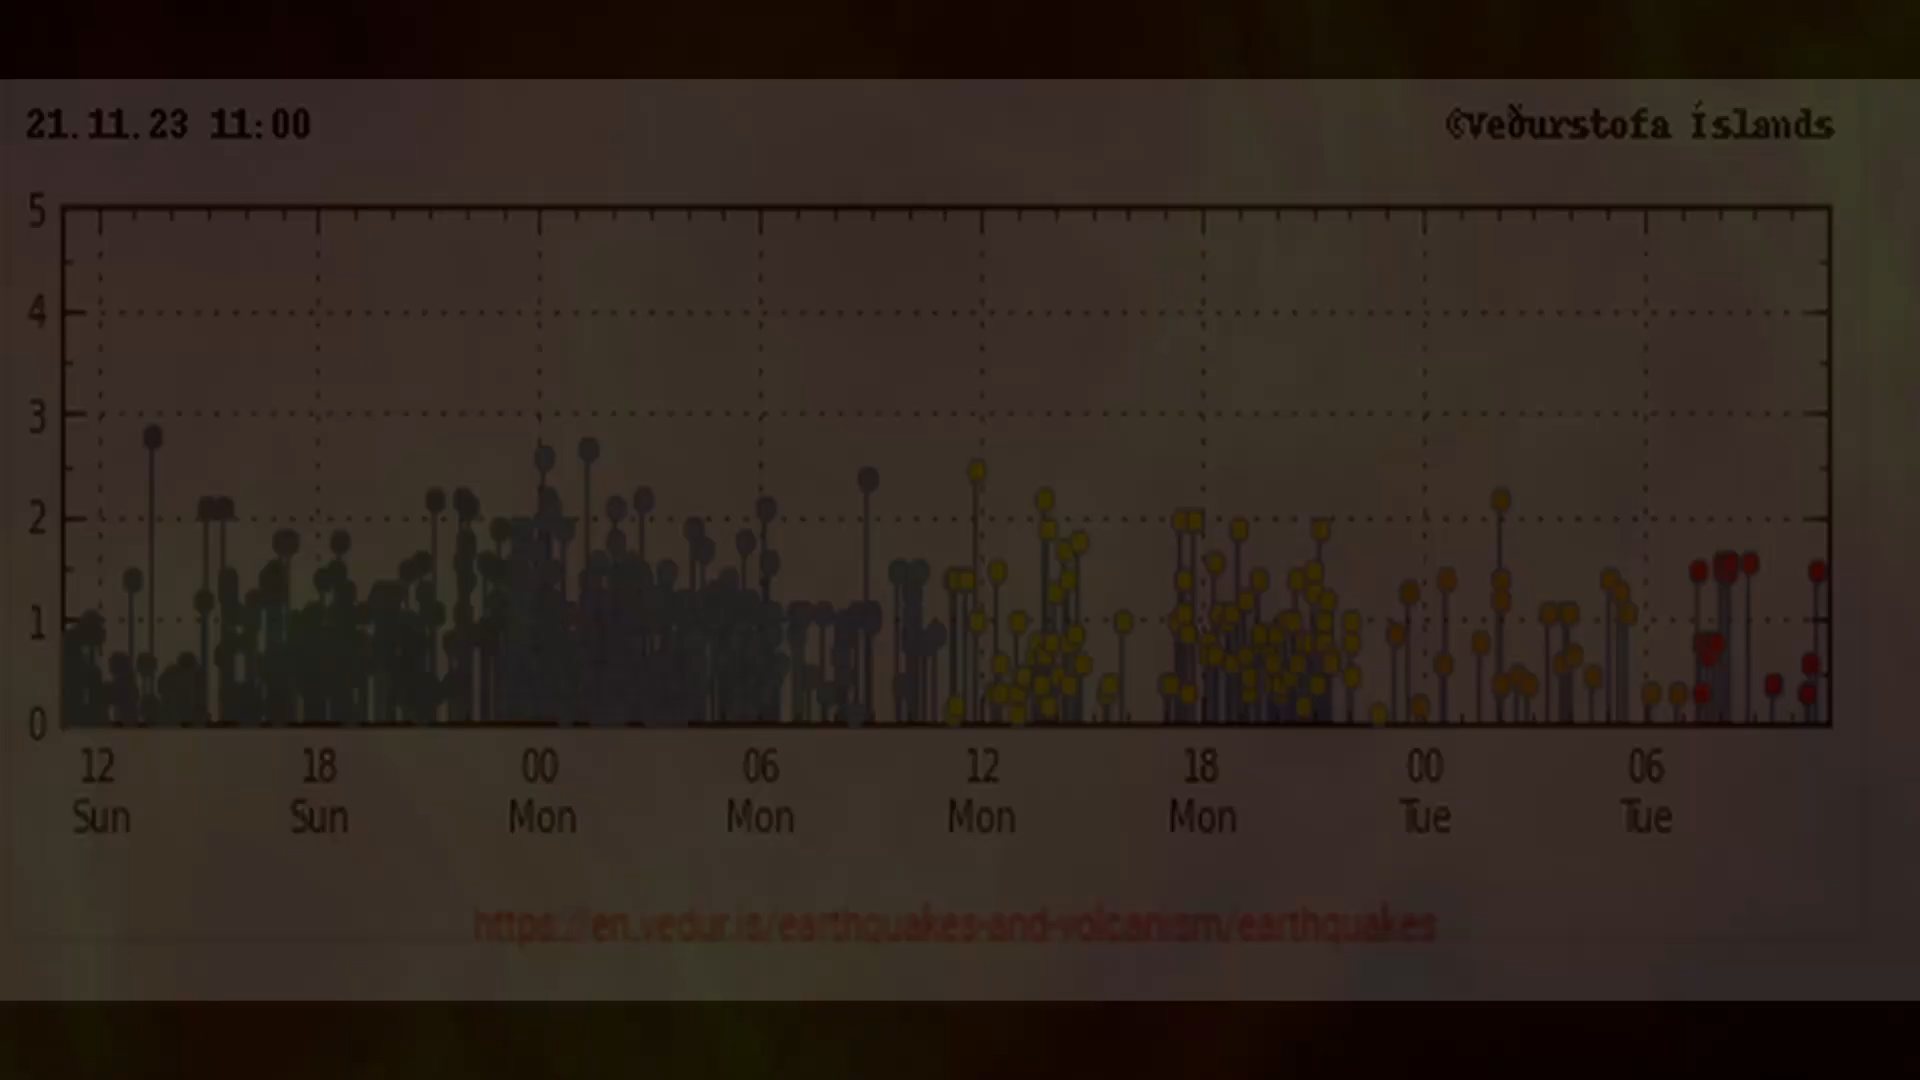 21.11.23 11:00
©Veðurstofa Íslands
5
4
3
2
1
0
12 18 00 06 12 18 00 06
Sun Sun Mon Mon Mon Mon Tue Tue
https://en.vedur.is/earthquakes-and-volcanism/earthquakes